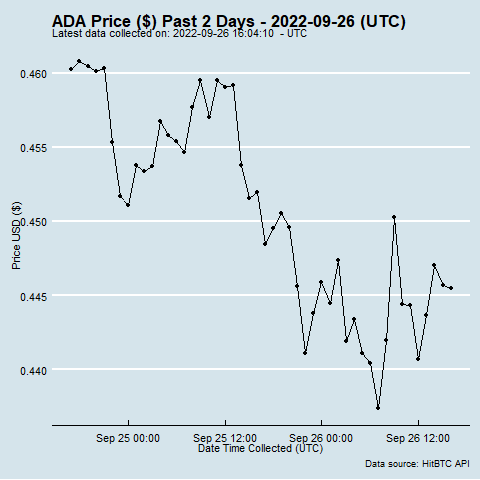 ADA Price ($) Past 2 Days - 2022-09-26 (UTC)
Latest data collected on: 2022-09-26 16:04:10 - UTC
0.460
0.455
0.450
0.445
0.440
Price USD ($)
Sep 25 00:00 Sep 25 12:00 Sep 26 00:00 Sep 26 12:00
Date Time Collected (UTC)
Data source: HitBTC API